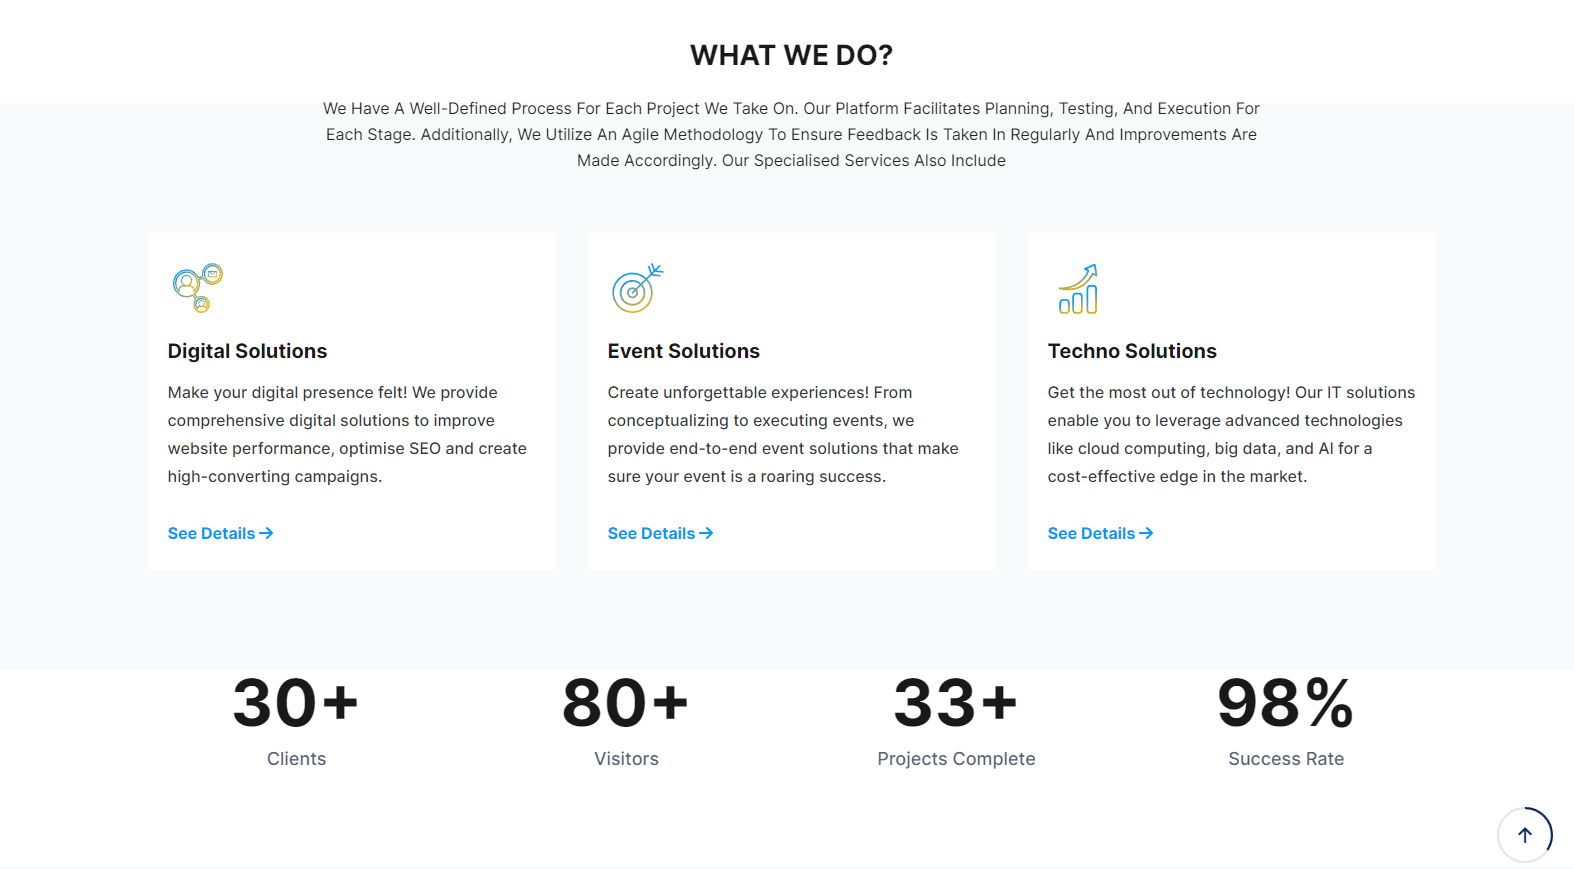 WHAT WE DO?
We Have A Well-Defined Process For Each Project We Take On. Our Platform Facilitates Planning, Testing, And Execution For
Each Stage. Additionally, We Utilize An Agile Methodology To Ensure Feedback Is Taken In Regularly And Improvements Are
Made Accordingly. Our Specialised Services Also Include
Digital Solutions
Make your digital presence felt! We provide
comprehensive digital solutions to improve
website performance, optimise SEO and create
high-converting campaigns.
See Details
Event Solutions
Create unforgettable experiences! From
conceptualizing to executing events, we
provide end-to-end event solutions that make
sure your event is a roaring success.
See Details
Techno Solutions
Get the most out of technology! Our IT solutions
enable you to leverage advanced technologies
like cloud computing, big data, and AI for a
cost-effective edge in the market.
See Details
30+
Clients
80+
Visitors
33+
Projects Complete
98%
Success Rate